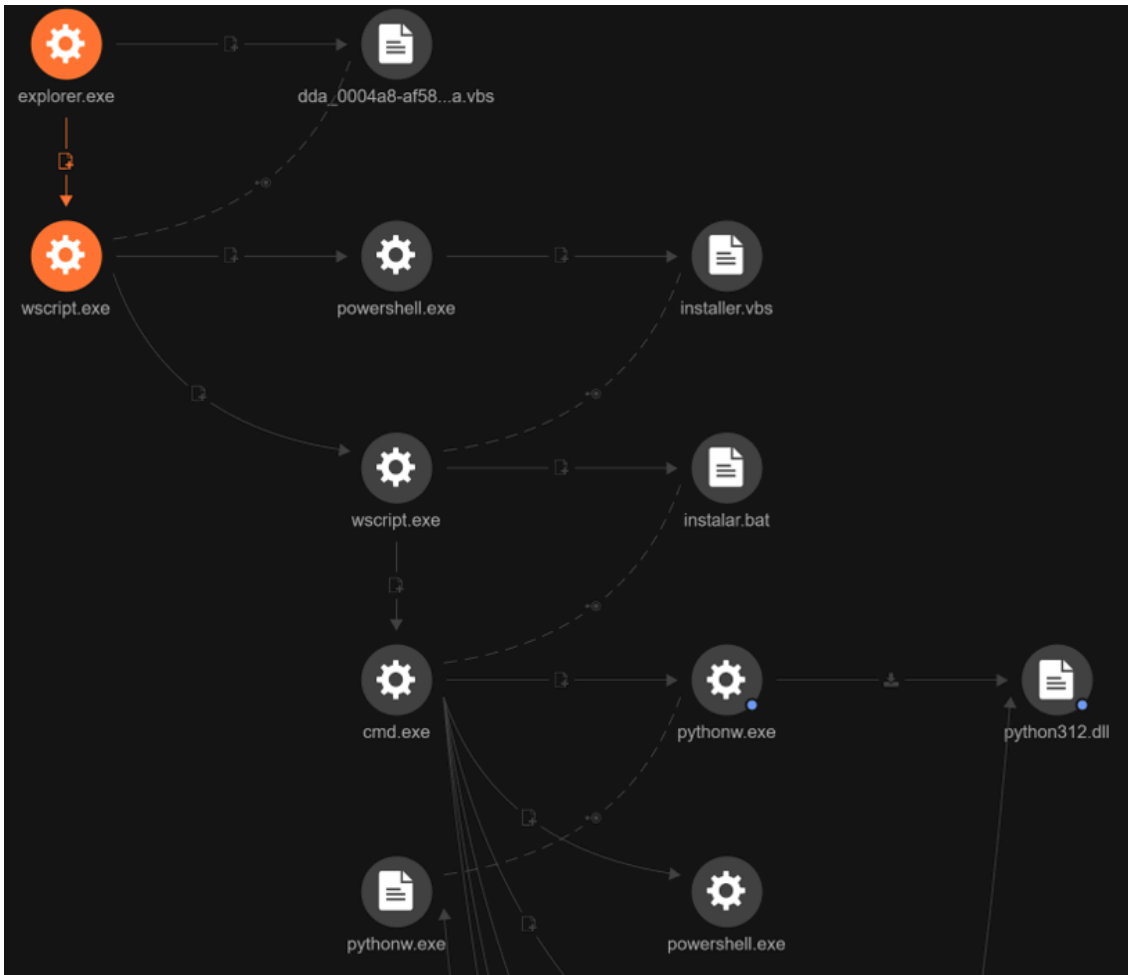 explorer.exe
dda_0004a8-af58...a.vbs
wscript.exe
powershell.exe
installer.vbs
wscript.exe
instalar.bat
cmd.exe
pythonw.exe
python312.dll
pythonw.exe
powershell.exe